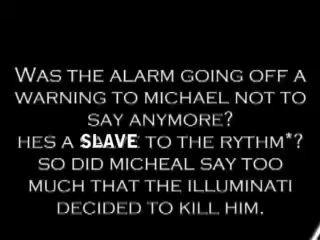 WAS THE ALARM GOING OFF A
WARNING TO MICHAEL NOT TO
SAY ANYMORE?
HES A SLAVE TO THE RYTHM*?
SO DID MICHEAL SAY TOO
MUCH THAT THE ILLUMINATI
DECIDED TO KILL HIM.